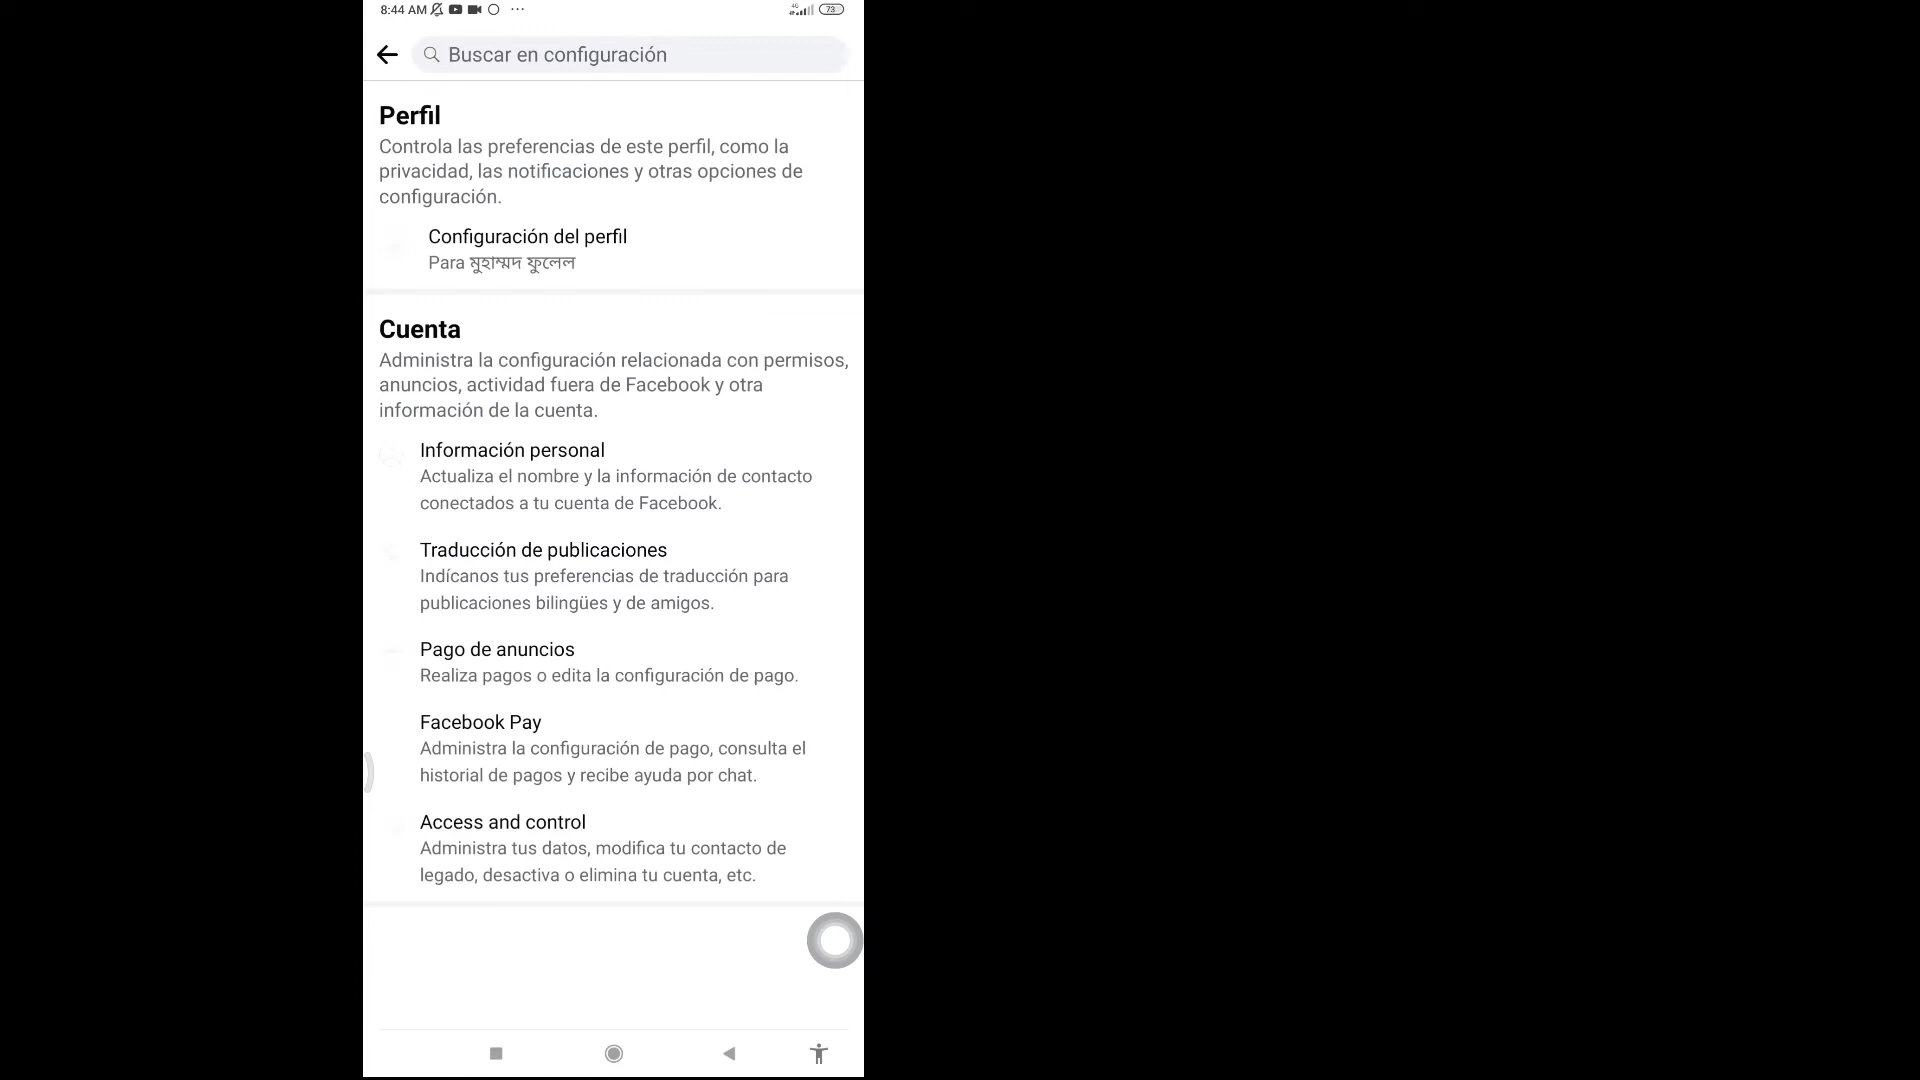 8:44 AM
4G
73
Buscar en configuración
Perfil
Controla las preferencias de este perfil, como la
privacidad, las notificaciones y otras opciones de
configuración.
Configuración del perfil
Para মুহাম্মদ ফুলেল
Cuenta
Administra la configuración relacionada con permisos,
anuncios, actividad fuera de Facebook y otra
información de la cuenta.
Información personal
Actualiza el nombre y la información de contacto
conectados a tu cuenta de Facebook.
Traducción de publicaciones
Indícanos tus preferencias de traducción para
publicaciones bilingües y de amigos.
Pago de anuncios
Realiza pagos o edita la configuración de pago.
Facebook Pay
Administra la configuración de pago, consulta el
historial de pagos y recibe ayuda por chat.
Access and control
Administra tus datos, modifica tu contacto de
legado, desactiva o elimina tu cuenta, etc.